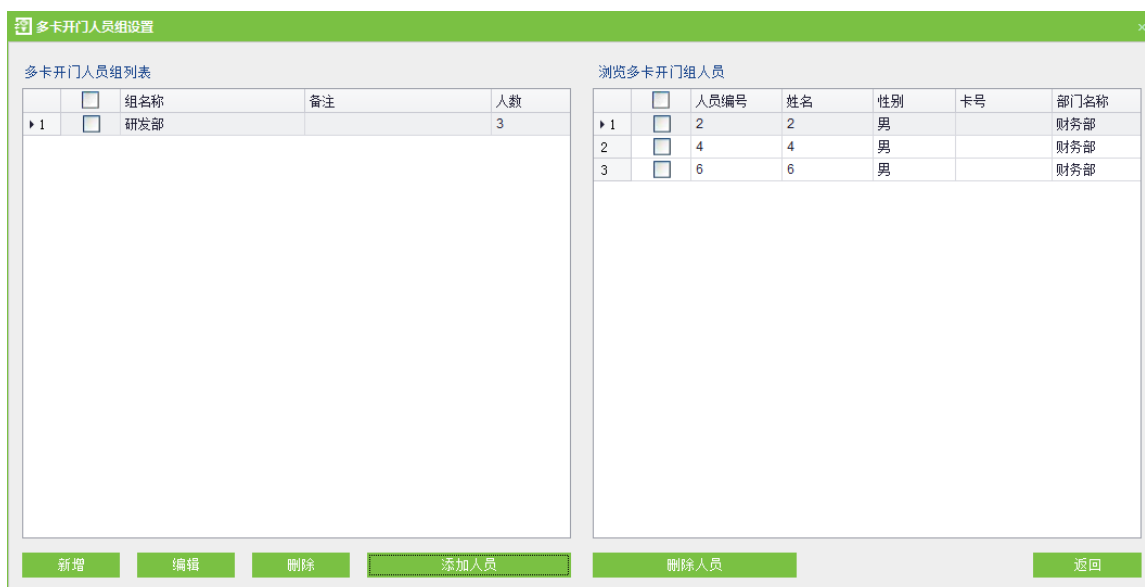 多卡开门人员组设置
多卡开门人员组列表
组名称 备注 人数
1 研发部 3
浏览多卡开门组人员
人员编号 姓名 性别 卡号 部门名称
1 2 2 男 财务部
2 4 4 男 财务部
3 6 6 男 财务部
新增 编辑 删除 添加人员 删除人员 返回